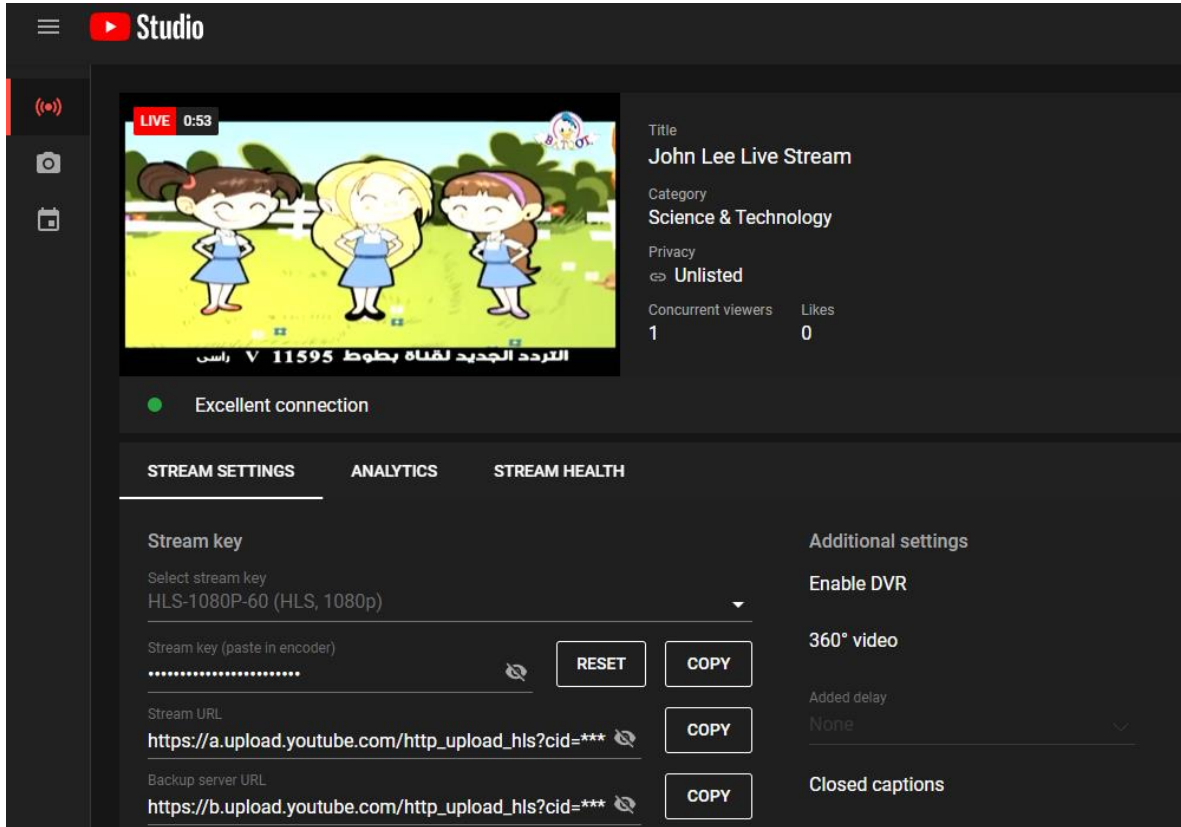 Studio
LIVE 0:53
BATOOT
التردد الجديد لقناة بطوط 11595 V راسى
Title
John Lee Live Stream
Category
Science & Technology
Privacy
Unlisted
Concurrent viewers Likes
1 0
Excellent connection
STREAM SETTINGS ANALYTICS STREAM HEALTH
Stream key
Select stream key
HLS-1080P-60 (HLS, 1080p)
Stream key (paste in encoder)
•••••••••••••••••••••••• RESET COPY
Stream URL
https://a.upload.youtube.com/http_upload_hls?cid=*** COPY
Backup server URL
https://b.upload.youtube.com/http_upload_hls?cid=*** COPY
Additional settings
Enable DVR
360° video
Added delay
None
Closed captions